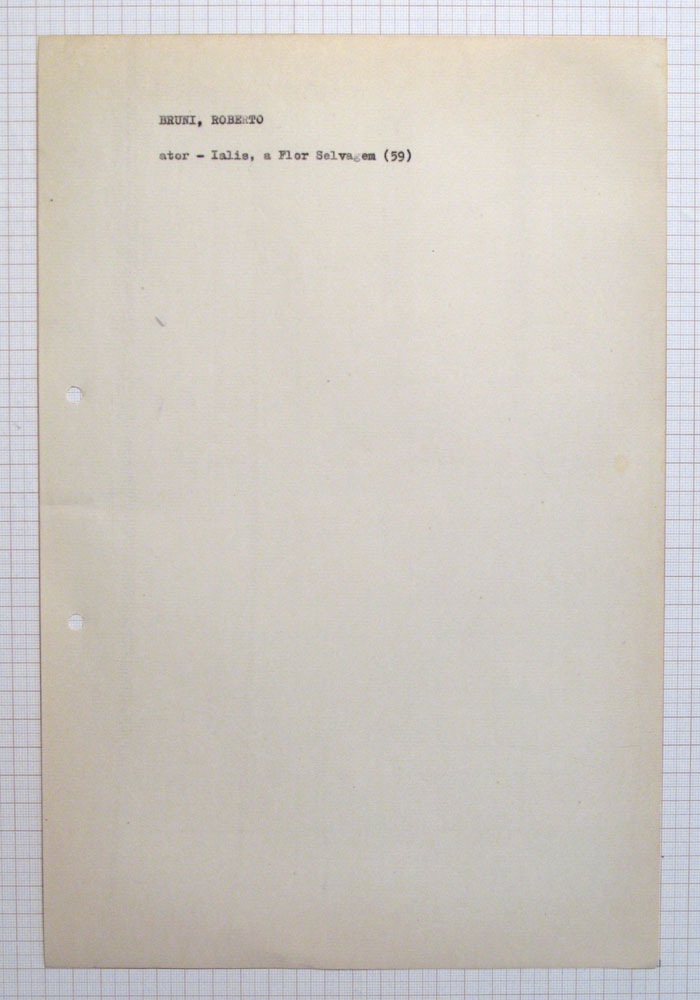 BRUNI, ROBERTO
ator - Ialis, a Flor Selvagem (59)